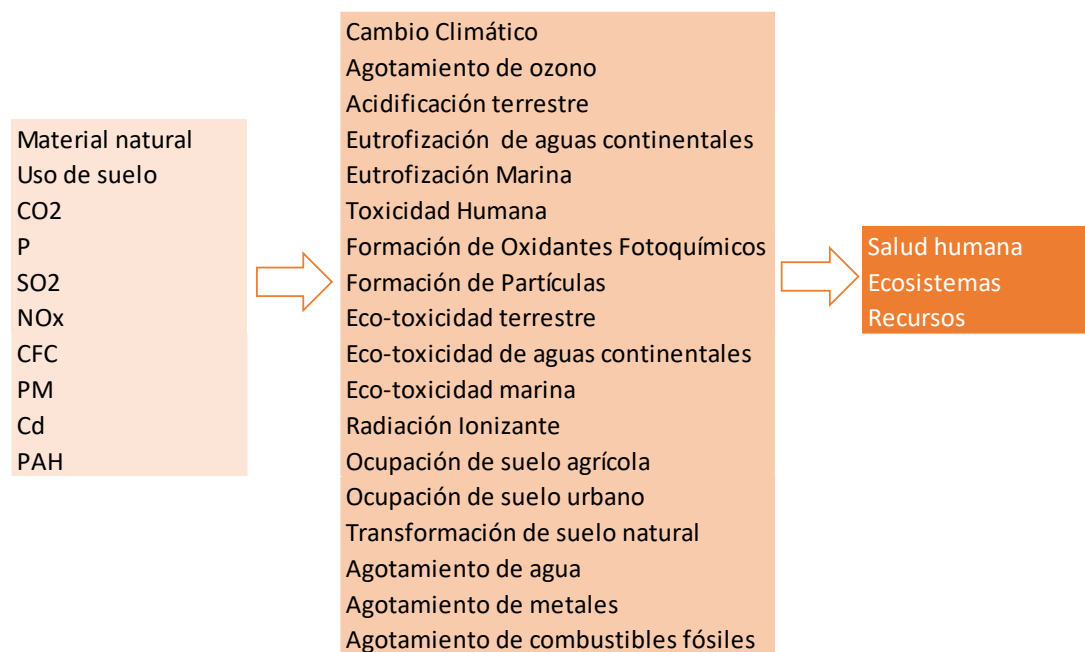 Material natural
Uso de suelo
CO2
P
SO2
NOx
CFC
PM
Cd
PAH
Cambio Climático
Agotamiento de ozono
Acidificación terrestre
Eutrofización de aguas continentales
Eutrofización Marina
Toxicidad Humana
Formación de Oxidantes Fotoquímicos
Formación de Partículas
Eco-toxicidad terrestre
Eco-toxicidad de aguas continentales
Eco-toxicidad marina
Radiación Ionizante
Ocupación de suelo agrícola
Ocupación de suelo urbano
Transformación de suelo natural
Agotamiento de agua
Agotamiento de metales
Agotamiento de combustibles fósiles
Salud humana
Ecosistemas
Recursos